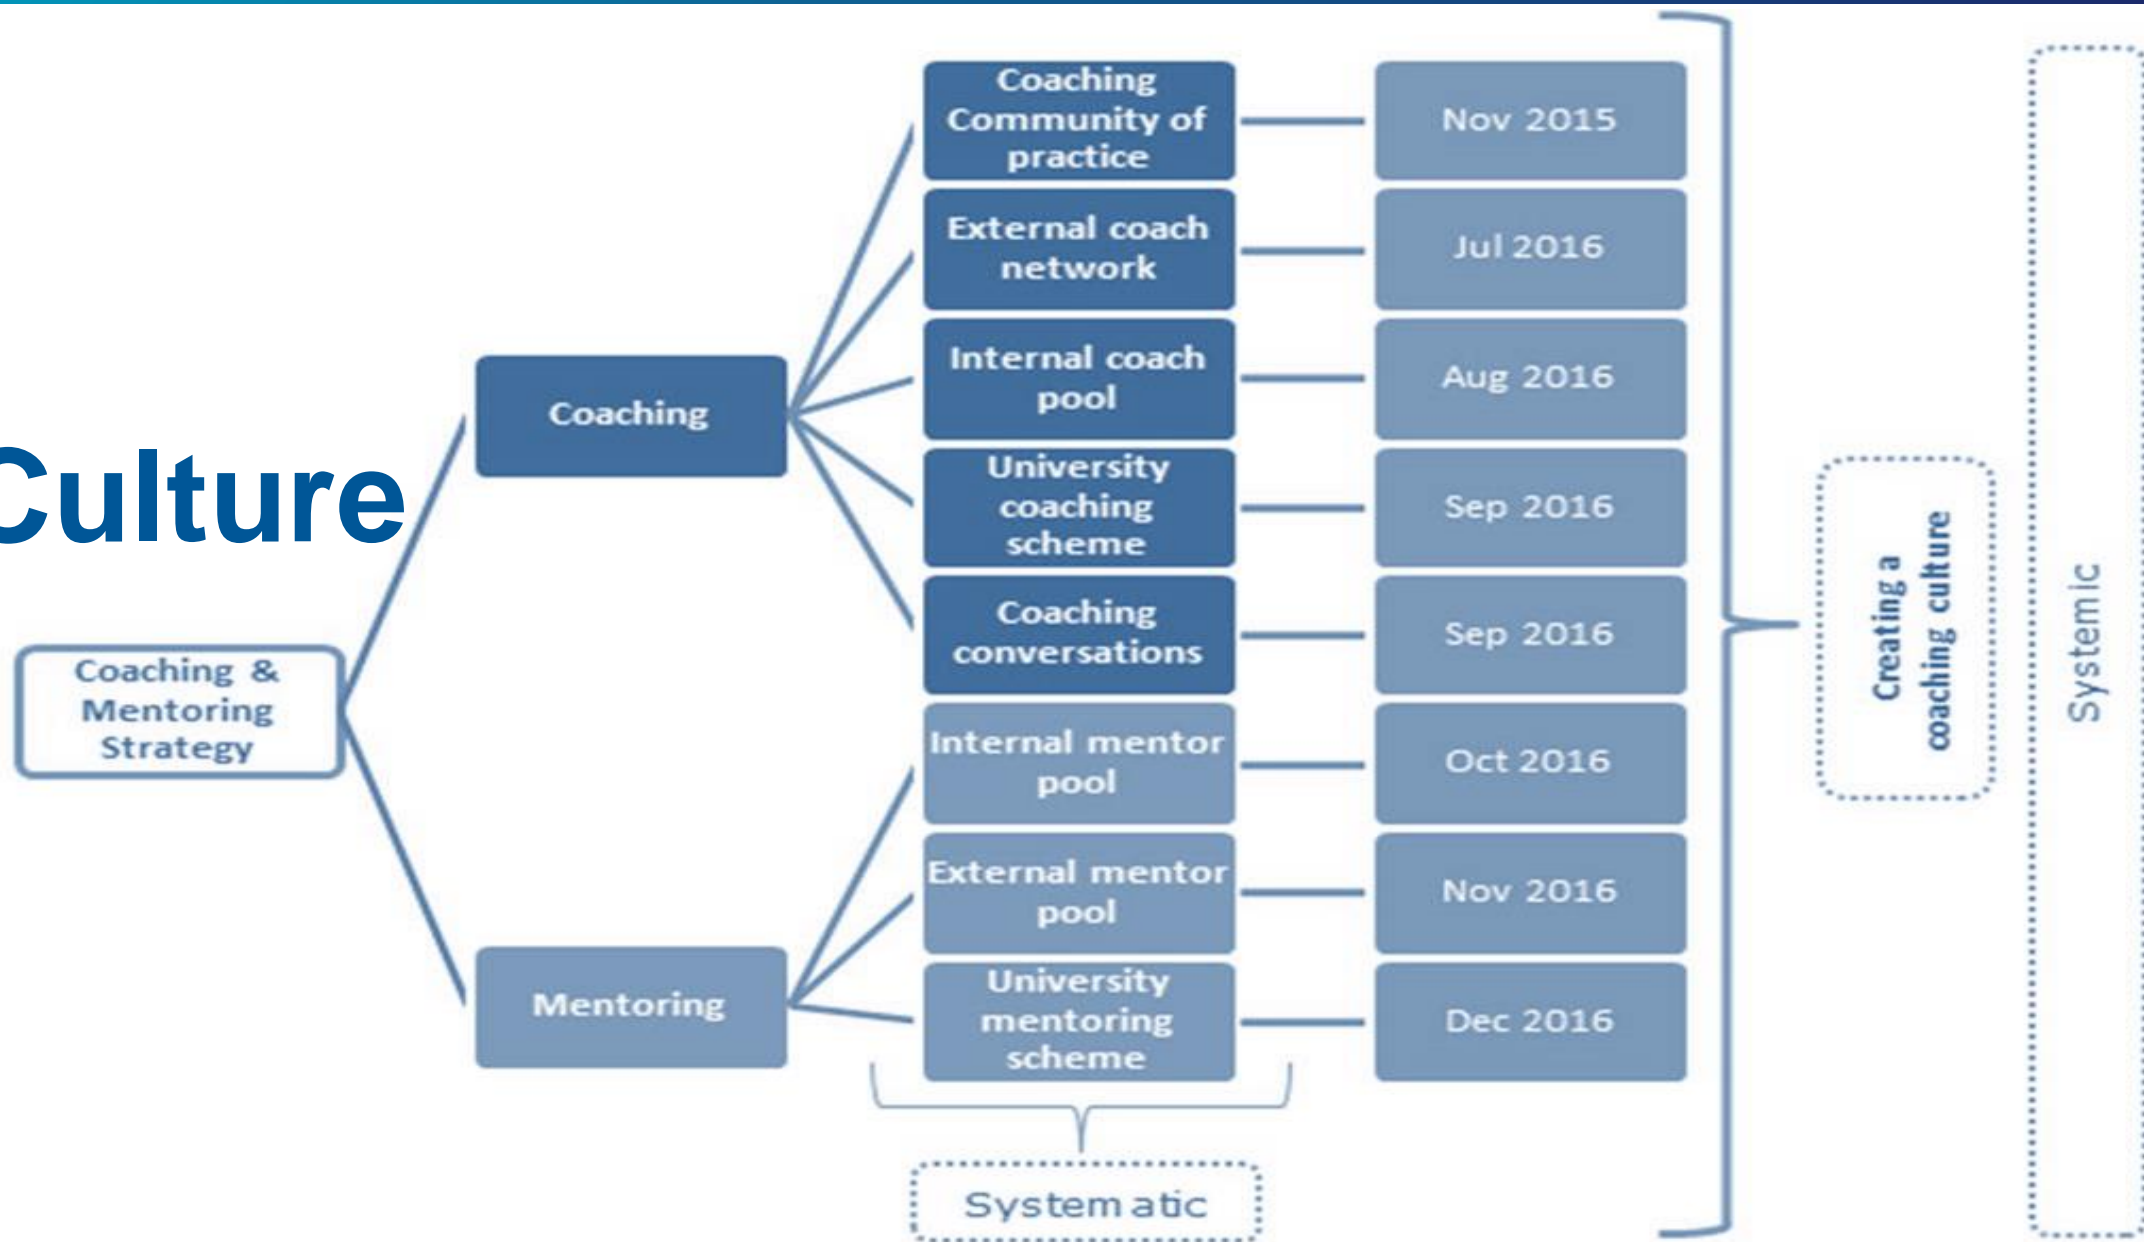 Culture
Coaching &
Mentoring
Strategy
Coaching
Mentoring
Coaching
Community of
practice
Nov 2015
External coach
network
Jul 2016
Internal coach
pool
Aug 2016
University
coaching
scheme
Sep 2016
Coaching
conversations
Sep 2016
Internal mentor
pool
Oct 2016
External mentor
pool
Nov 2016
University
mentoring
scheme
Dec 2016
Systematic
Creating a
coaching culture
Systemic